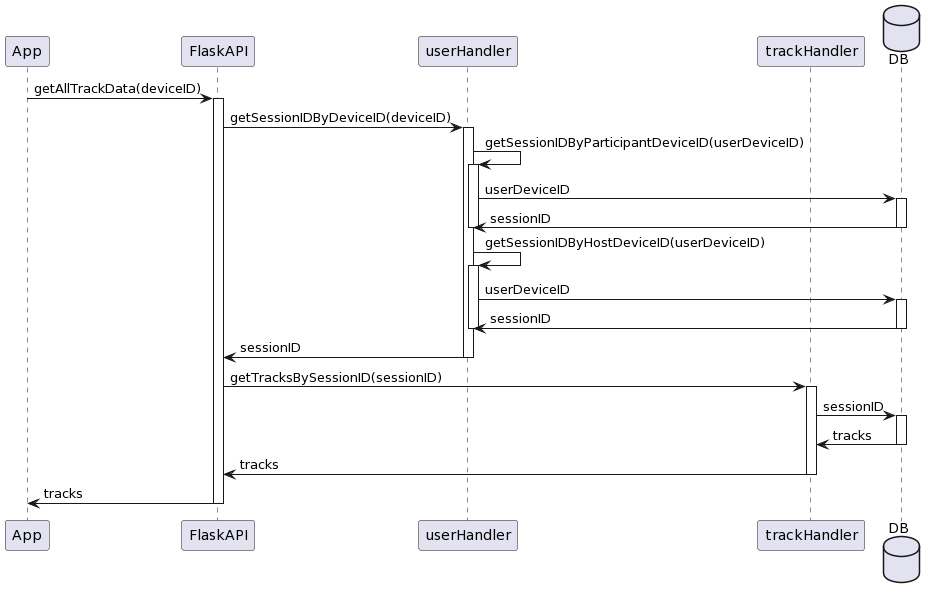 DB
App
FlaskAPI
userHandler
trackHandler
getAllTrackData(deviceID)
getSessionIDByDeviceID(deviceID)
getSessionIDByParticipantDeviceID(userDeviceID)
userDeviceID
sessionID
getSessionIDByHostDeviceID(userDeviceID)
userDeviceID
sessionID
sessionID
getTracksBySessionID(sessionID)
sessionID
tracks
tracks
tracks
App
FlaskAPI
userHandler
trackHandler
DB